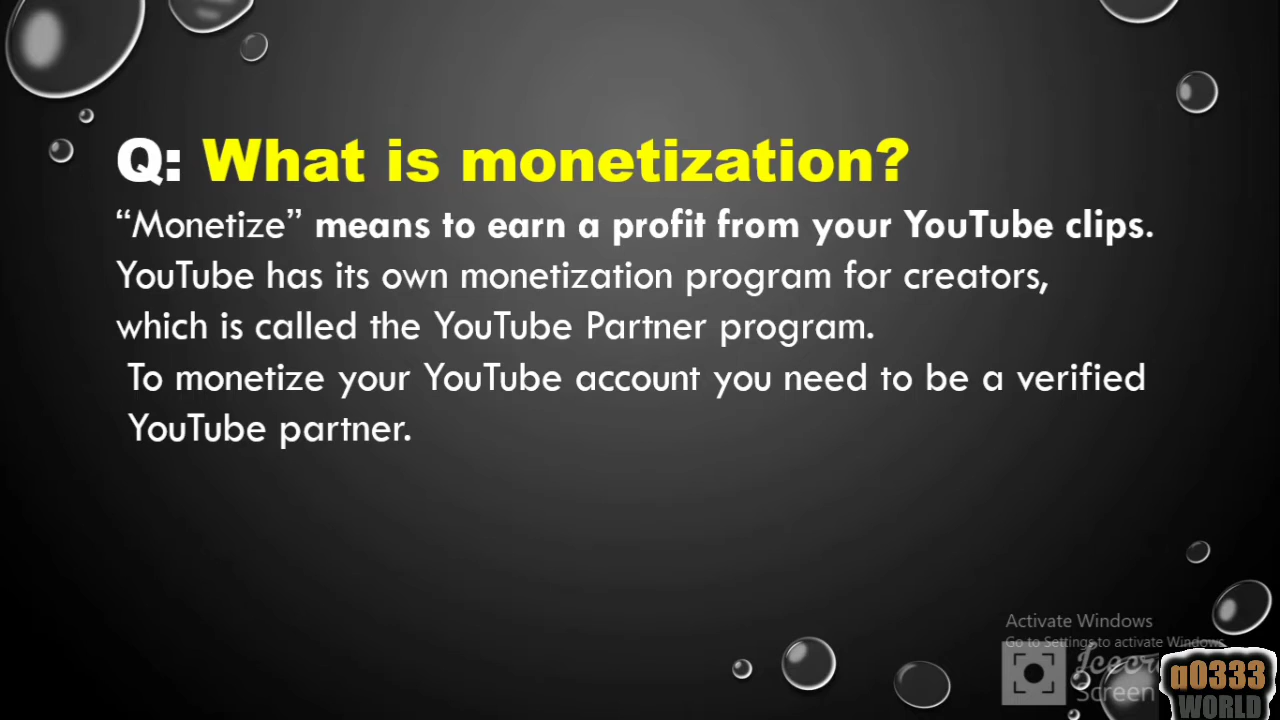 Q: What is monetization?
“Monetize” means to earn a profit from your YouTube clips.
YouTube has its own monetization program for creators,
which is called the YouTube Partner program.
To monetize your YouTube account you need to be a verified
YouTube partner.
Activate Windows
Go to Settings to activate Windows.
Screen
a0333
WORLD